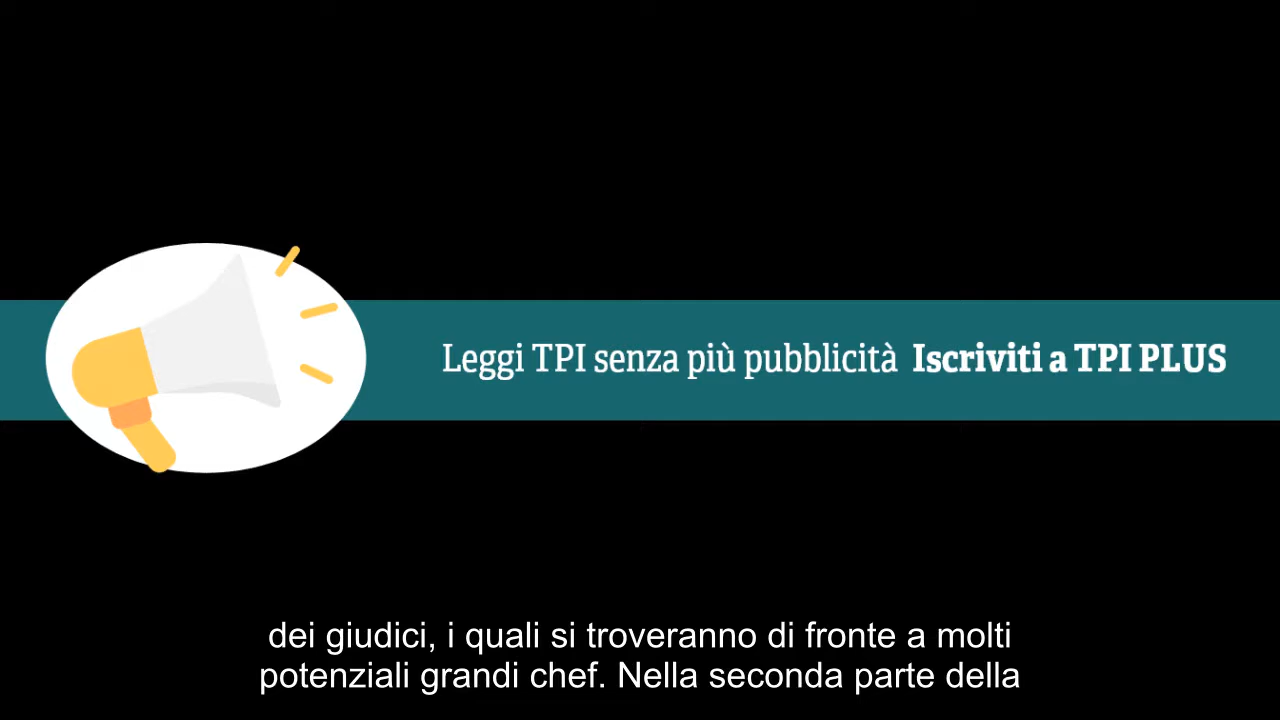 Leggi TPI senza più pubblicità Iscriviti a TPI PLUS
dei giudici, i quali si troveranno di fronte a molti
potenziali grandi chef. Nella seconda parte della